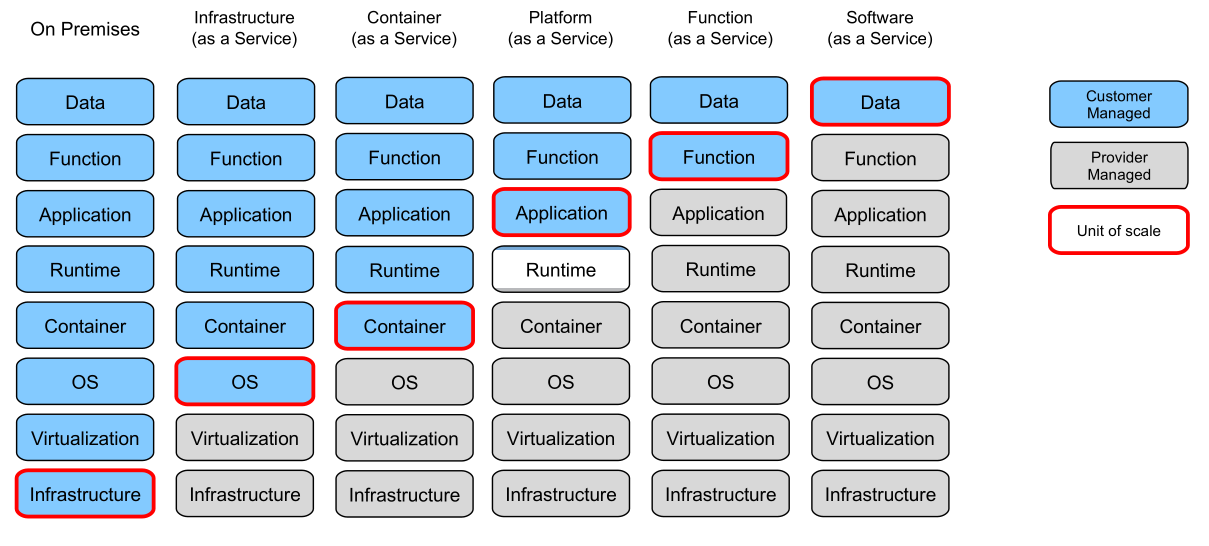 On Premises
Infrastructure
(as a Service)
Container
(as a Service)
Platform
(as a Service)
Function
(as a Service)
Software
(as a Service)
Data
Data
Data
Data
Data
Data
Customer
Managed
Function
Function
Function
Function
Function
Function
Provider
Managed
Application
Application
Application
Application
Application
Application
Unit of scale
Runtime
Runtime
Runtime
Runtime
Runtime
Runtime
Container
Container
Container
Container
Container
Container
OS
OS
OS
OS
OS
OS
Virtualization
Virtualization
Virtualization
Virtualization
Virtualization
Virtualization
Infrastructure
Infrastructure
Infrastructure
Infrastructure
Infrastructure
Infrastructure